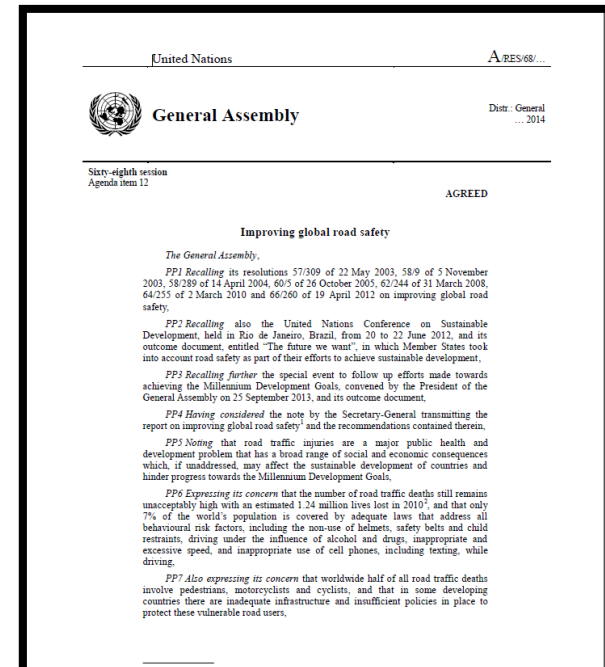 United Nations A/RES/68/…
General Assembly
Distr.: General
… 2014
Sixty-eighth session
Agenda item 12
AGREED
Improving global road safety
The General Assembly,
PP1 Recalling its resolutions 57/309 of 22 May 2003, 58/9 of 5 November
2003, 58/289 of 14 April 2004, 60/5 of 26 October 2005, 62/244 of 31 March 2008,
64/255 of 2 March 2010 and 66/260 of 19 April 2012 on improving global road
safety,
PP2 Recalling also the United Nations Conference on Sustainable
Development, held in Rio de Janeiro, Brazil, from 20 to 22 June 2012, and its
outcome document, entitled “The future we want”, in which Member States took
into account road safety as part of their efforts to achieve sustainable development,
PP3 Recalling further the special event to follow up efforts made towards
achieving the Millennium Development Goals, convened by the President of the
General Assembly on 25 September 2013, and its outcome document,
PP4 Having considered the note by the Secretary-General transmitting the
report on improving global road safety¹ and the recommendations contained therein,
PP5 Noting that road traffic injuries are a major public health and
development problem that has a broad range of social and economic consequences
which, if unaddressed, may affect the sustainable development of countries and
hinder progress towards the Millennium Development Goals,
PP6 Expressing its concern that the number of road traffic deaths still remains
unacceptably high with an estimated 1.24 million lives lost in 2010², and that only
7% of the world’s population is covered by adequate laws that address all
behavioural risk factors, including the non-use of helmets, safety belts and child
restraints, driving under the influence of alcohol and drugs, inappropriate and
excessive speed, and inappropriate use of cell phones, including texting, while
driving,
PP7 Also expressing its concern that worldwide half of all road traffic deaths
involve pedestrians, motorcyclists and cyclists, and that in some developing
countries there are inadequate infrastructure and insufficient policies in place to
protect these vulnerable road users,